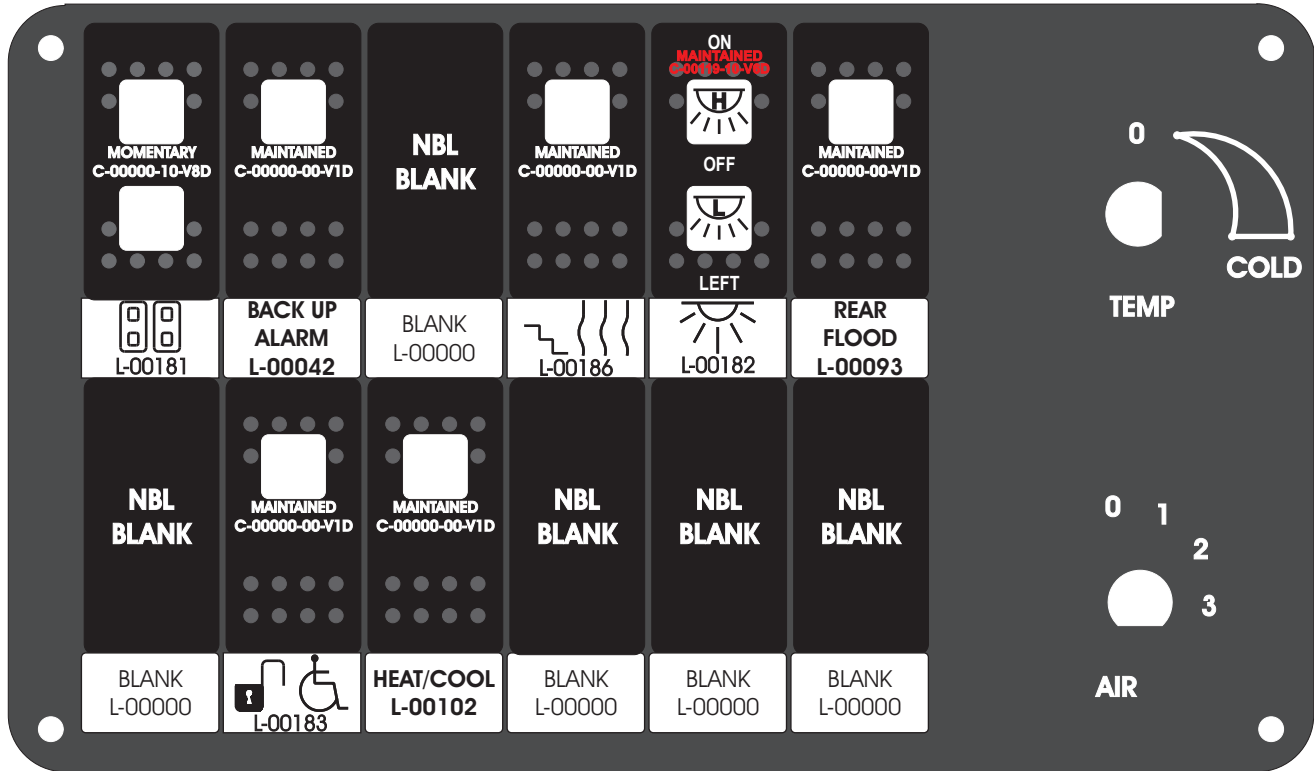 MOMENTARY
C-00000-10-V8D
L-00181
MAINTAINED
C-00000-00-V1D
BACK UP
ALARM
L-00042
NBL
BLANK
BLANK
L-00000
MAINTAINED
C-00000-00-V1D
L-00186
ON
MAINTAINED
H
OFF
L
LEFT
L-00182
MAINTAINED
C-00000-00-V1D
REAR
FLOOD
L-00093
0
COLD
TEMP
NBL
BLANK
BLANK
L-00000
MAINTAINED
C-00000-00-V1D
L-00183
MAINTAINED
C-00000-00-V1D
HEAT/COOL
L-00102
NBL
BLANK
BLANK
L-00000
NBL
BLANK
BLANK
L-00000
NBL
BLANK
BLANK
L-00000
0
1
2
3
AIR